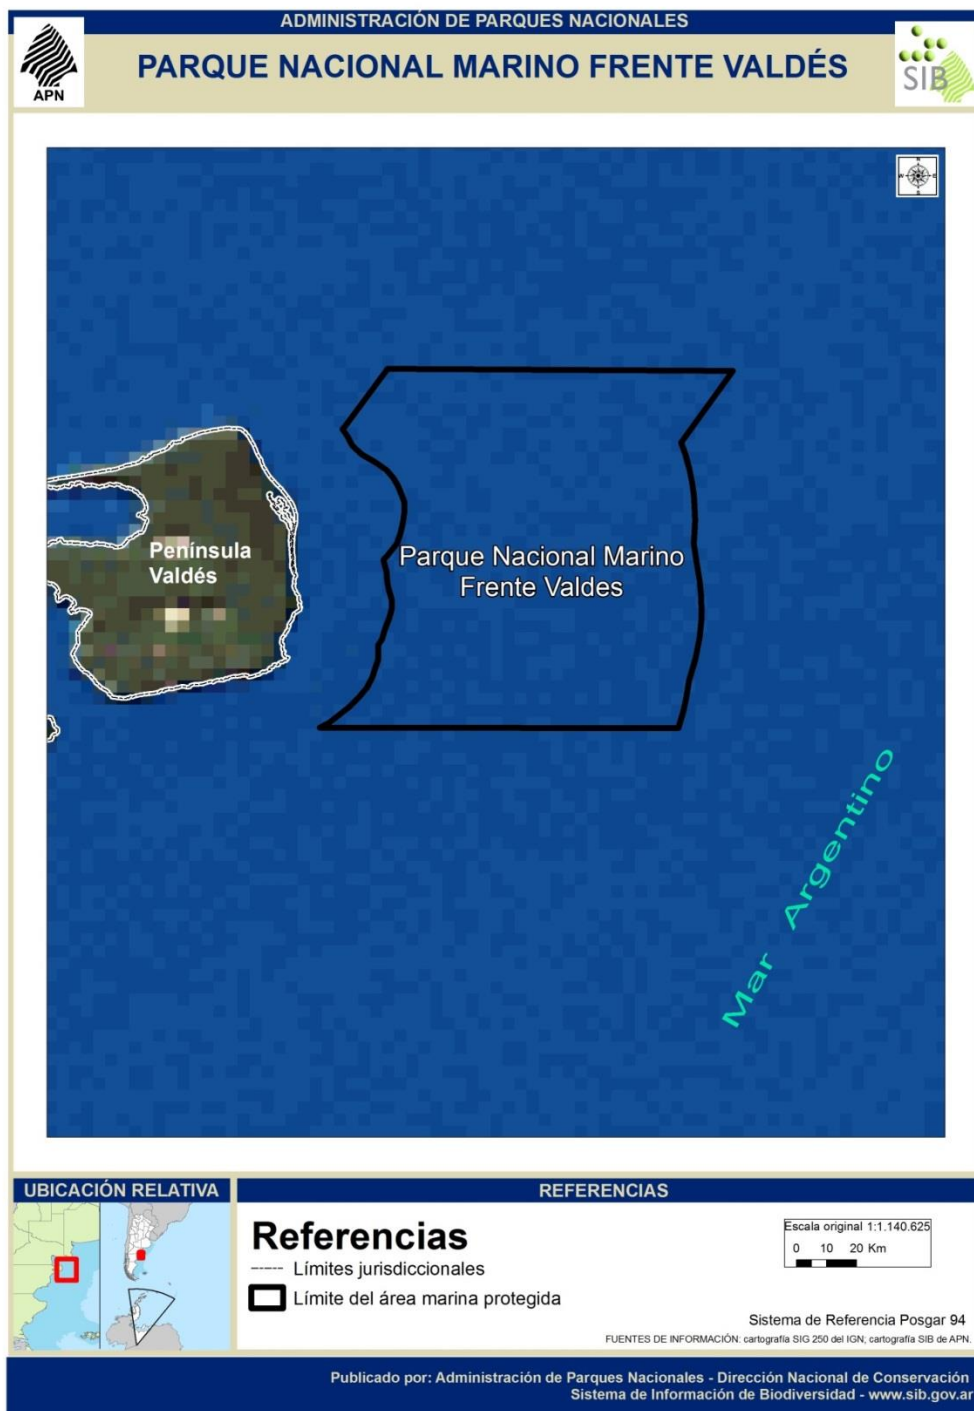 ADMINISTRACIÓN DE PARQUES NACIONALES
APN
PARQUE NACIONAL MARINO FRENTE VALDÉS
SIB
N
W E
S
Península
Valdés
Parque Nacional Marino
Frente Valdes
Mar Argentino
UBICACIÓN RELATIVA
REFERENCIAS
Referencias
Límites jurisdiccionales
Límite del área marina protegida
Escala original 1:1.140.625
0 10 20 Km
Sistema de Referencia Posgar 94
FUENTES DE INFORMACIÓN: cartografía SIG 250 del IGN; cartografía SIB de APN.
Publicado por: Administración de Parques Nacionales - Dirección Nacional de Conservación
Sistema de Información de Biodiversidad - www.sib.gov.ar